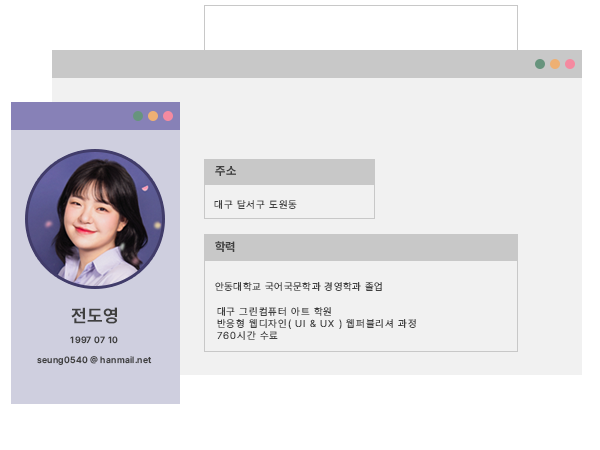 전도영
1997 07 10
seung0540 @ hanmail.net
주소
대구 달서구 도원동
학력
안동대학교 국어국문학과 경영학과 졸업
대구 그린컴퓨터 아트 학원
반응형 웹디자인( UI & UX ) 웹퍼블리셔 과정
760시간 수료